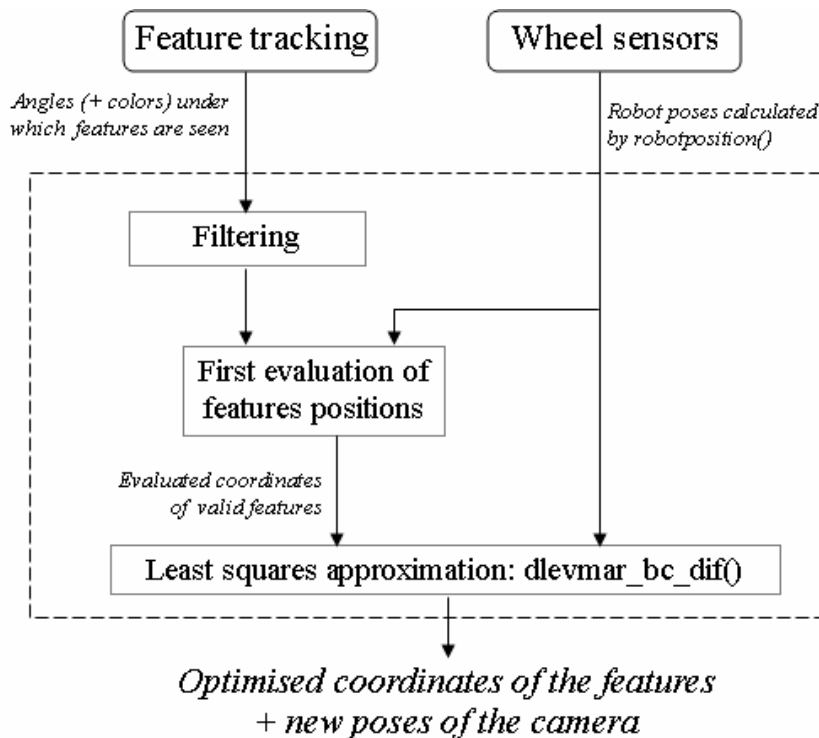 Feature tracking
Wheel sensors
Angles (+ colors) under
which features are seen
Robot poses calculated
by robotposition()
Filtering
First evaluation of
features positions
Evaluated coordinates
of valid features
Least squares approximation: dlevmar_bc_dif()
Optimised coordinates of the features
+ new poses of the camera